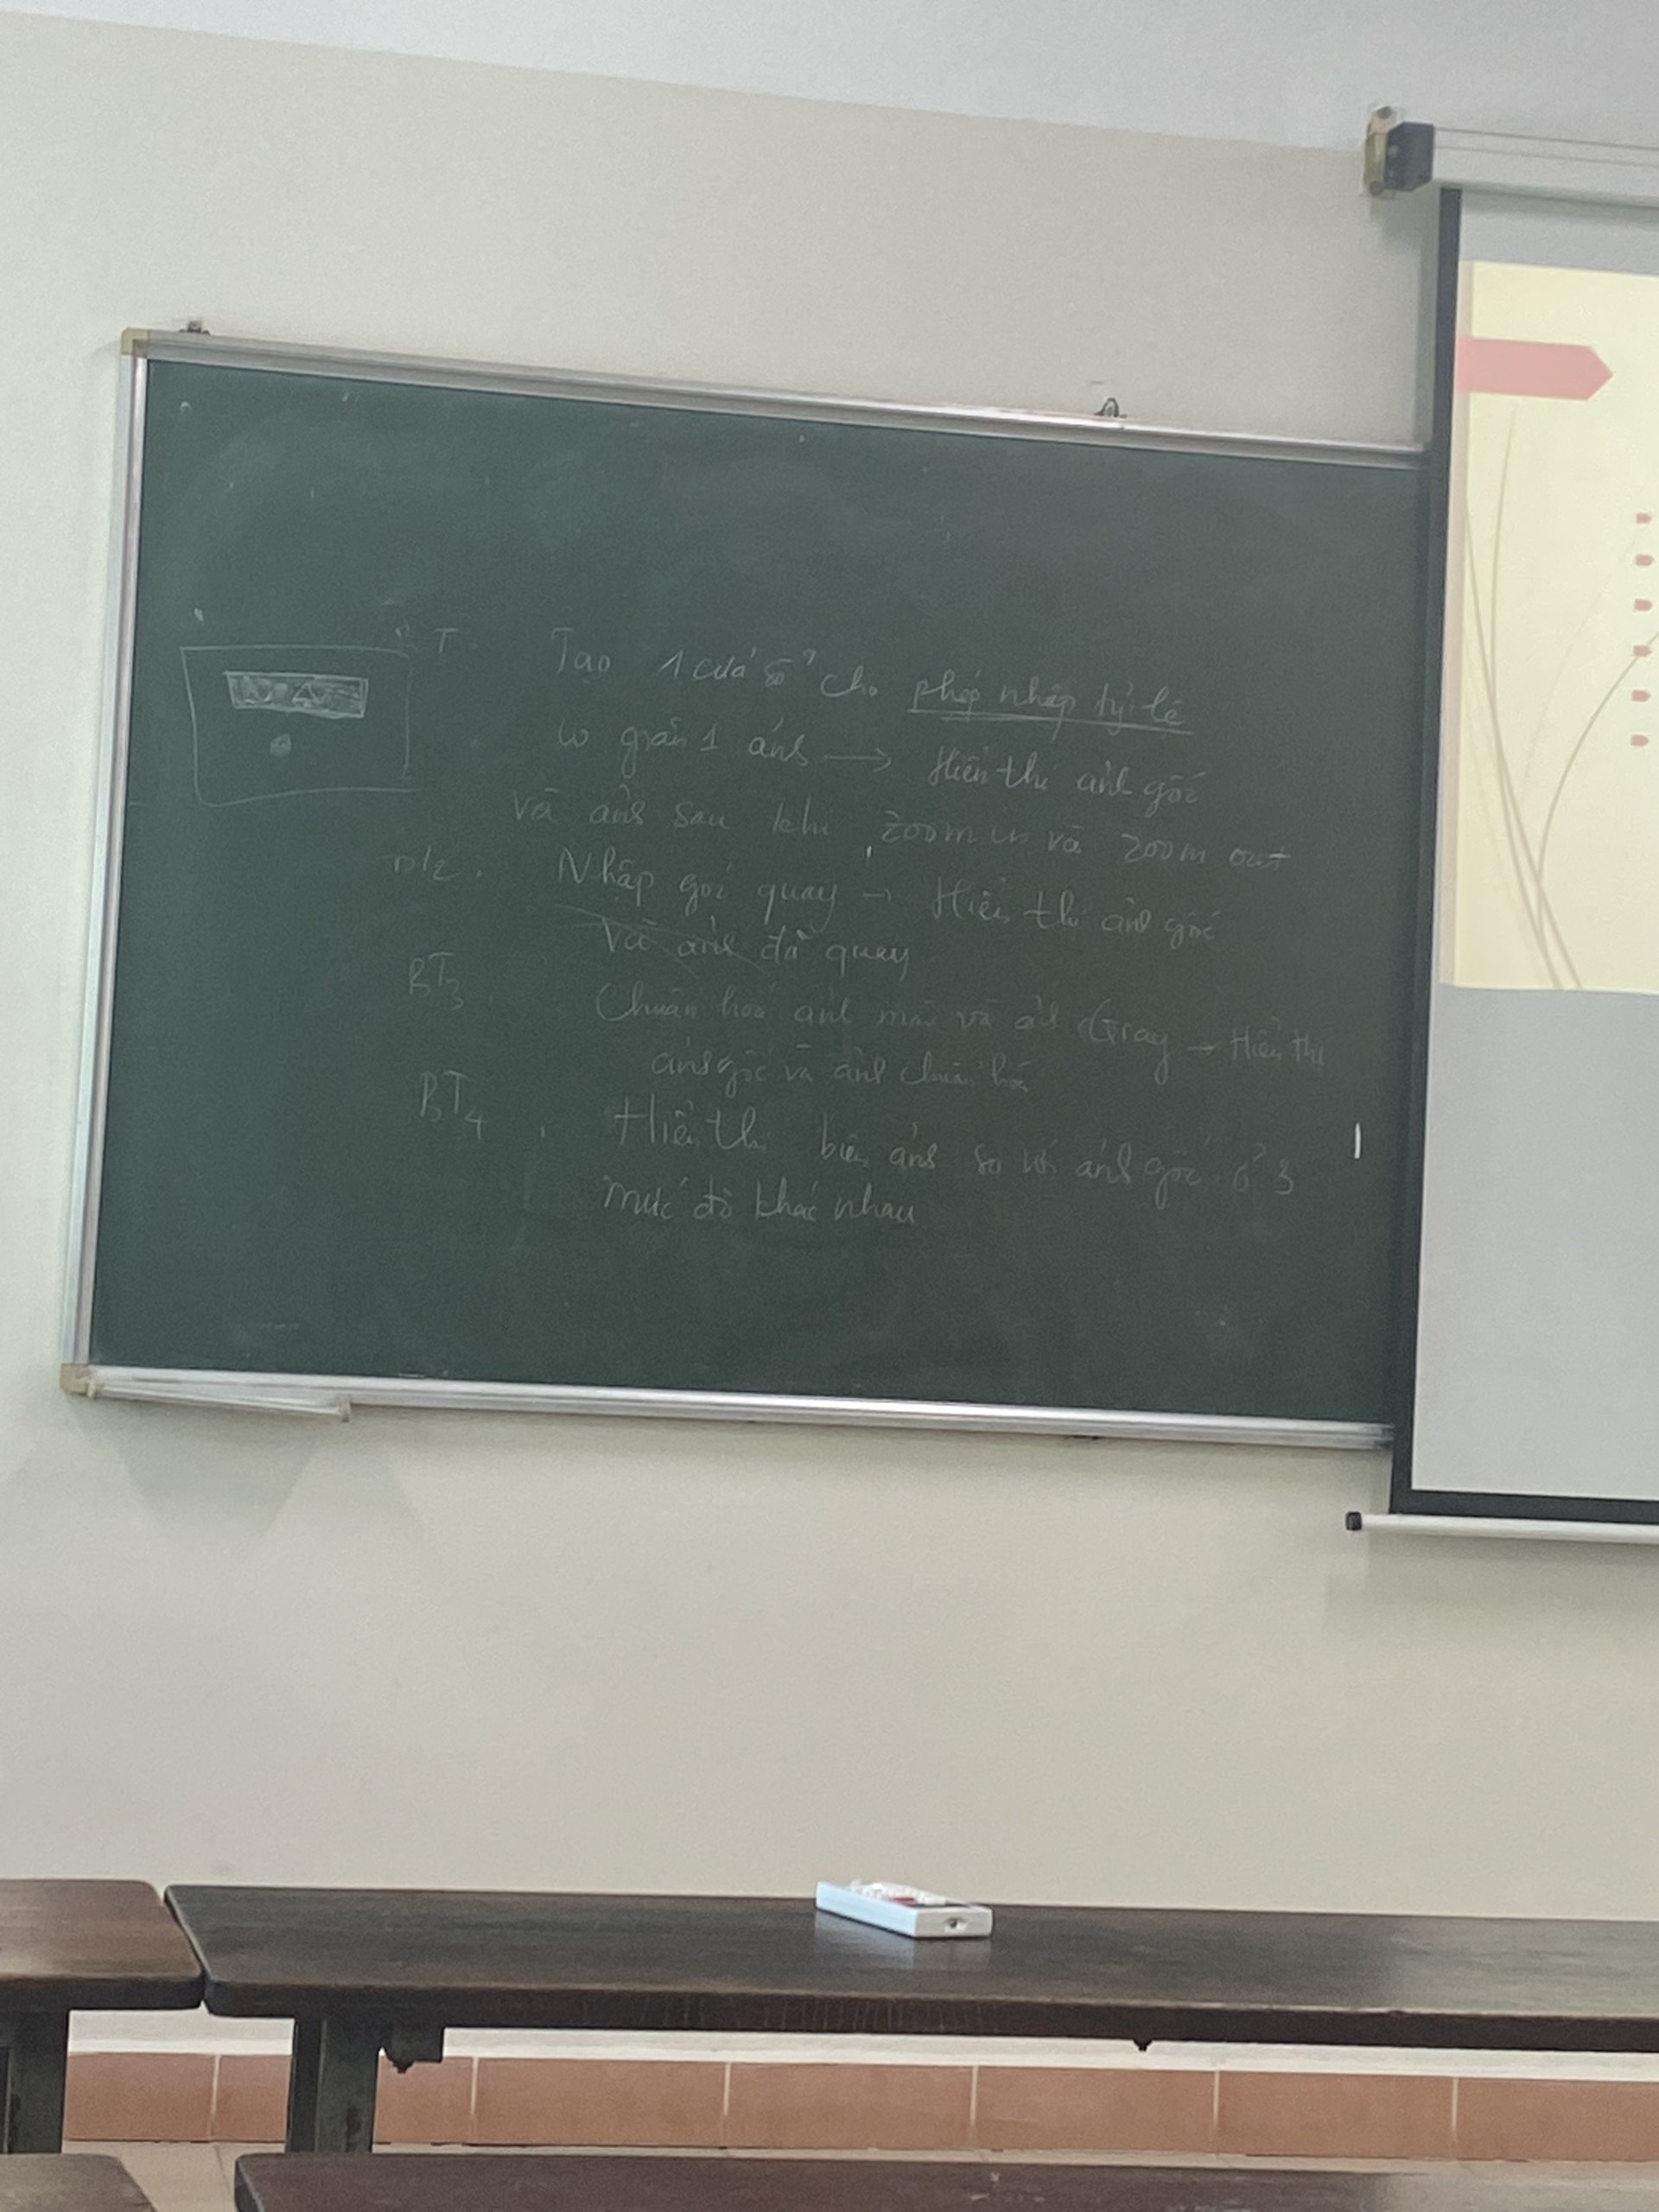 T. Tạo 1 cửa sổ cho phép nhập tỷ lệ
co giãn 1 ảnh → Hiển thị ảnh gốc
và ảnh sau khi zoom in và zoom out
Nhập góc quay → Hiển thị ảnh gốc
và ảnh đã quay.
BT3 Chuẩn hoá ảnh màu và ảnh Gray → Hiển thị
ảnh gốc và ảnh chuẩn hoá
BT4. Hiển thị biên ảnh so với ảnh gốc ở 3
mức độ khác nhau